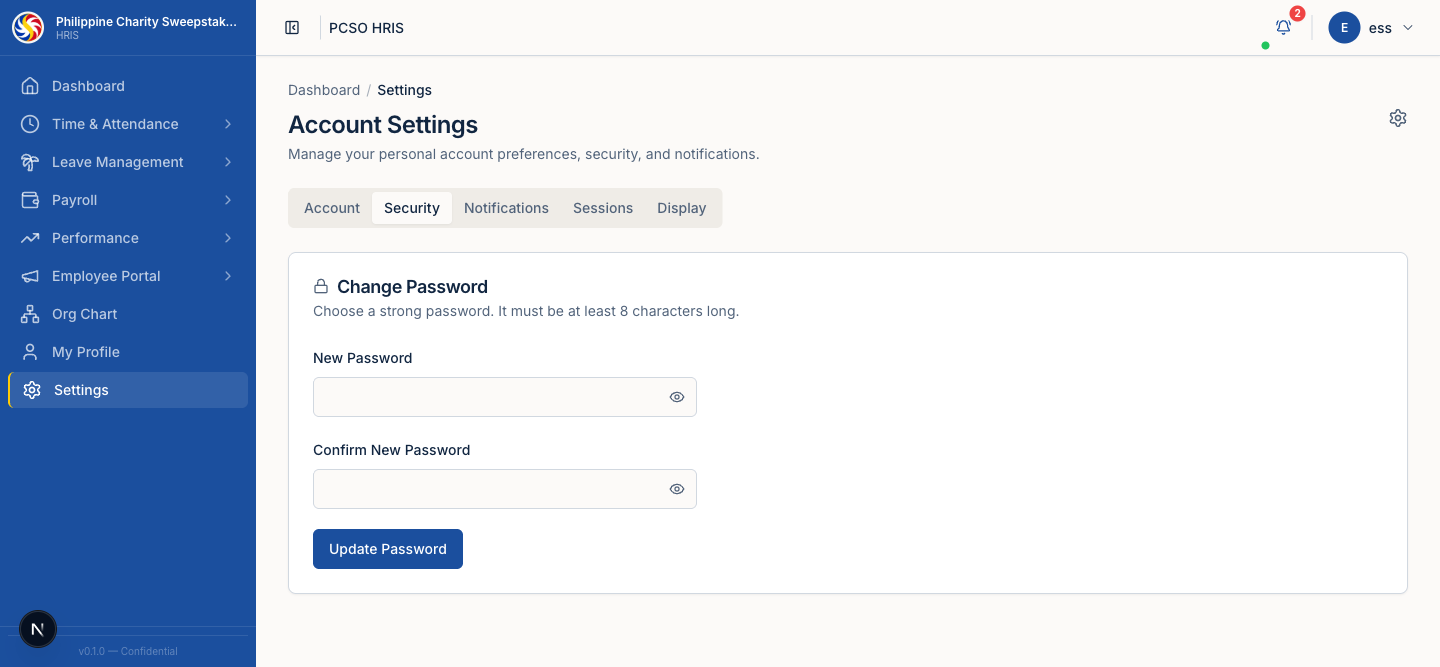 Philippine Charity Sweepstak...
HRIS
Dashboard
Time & Attendance
Leave Management
Payroll
Performance
Employee Portal
Org Chart
My Profile
Settings
N
v0.1.0 — Confidential
PCSO HRIS
2
E
ess
Dashboard / Settings
Account Settings
Manage your personal account preferences, security, and notifications.
Account Security Notifications Sessions Display
Change Password
Choose a strong password. It must be at least 8 characters long.
New Password
Confirm New Password
Update Password